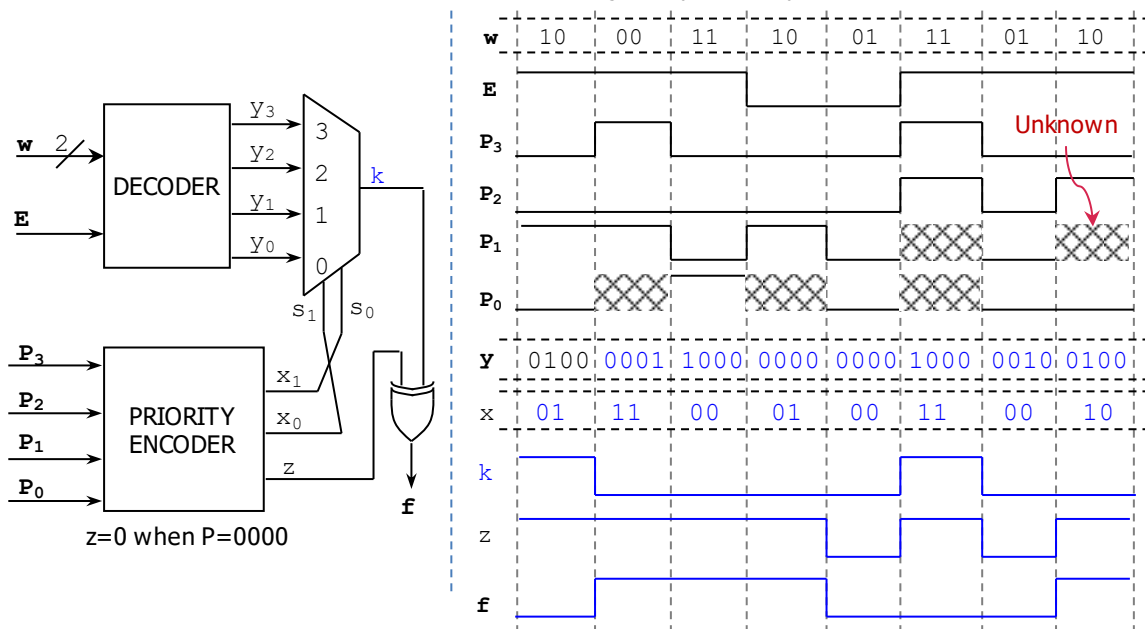 w 2
E
DECODER
y3
y2
y1
y0
3
2
1
0
k
s1 s0
P3
P2
P1
P0
PRIORITY
ENCODER
x1
x0
z
f
z=0 when P=0000
w 10 00 11 10 01 11 01 10
E
P3
Unknown
P2
P1
P0
y 0100 0001 1000 0000 0000 1000 0010 0100
x 01 11 00 01 00 11 00 10
k
z
f